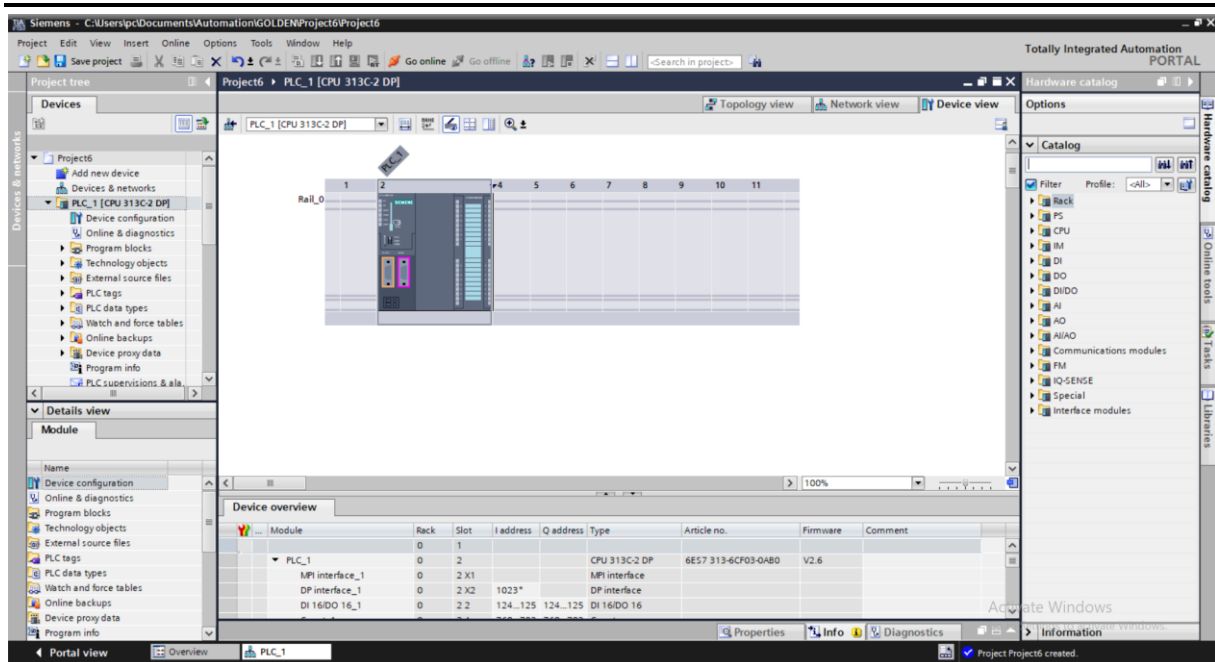 Siemens - C:\Users\pc\Documents\Automation\GOLDEN\Project6\Project6
Project Edit View Insert Online Options Tools Window Help
Totally Integrated Automation
PORTAL
Save project Go online Go offline <Search in project>
Project tree
Project6 PLC_1 [CPU 313C-2 DP]
Hardware catalog
Devices
Topology view Network view Device view
Options
PLC_1 [CPU 313C-2 DP]
Devices & networks
Project6
Add new device
Devices & networks
PLC_1 [CPU 313C-2 DP]
Device configuration
Online & diagnostics
Program blocks
Technology objects
External source files
PLC tags
PLC data types
Watch and force tables
Online backups
Device proxy data
Program info
PLC supervisions & ala..
PLC_1
1 2 4 5 6 7 8 9 10 11
Rail_0
SIEMENS
Catalog
Filter Profile: <All>
Rack
PS
CPU
IM
DI
DO
DI/DO
AI
AO
AI/AO
Communications modules
FM
IQ-SENSE
Special
Interface modules
Hardware catalog
Online tools
Tasks
Libraries
Details view
Module
Name
Device configuration
Online & diagnostics
Program blocks
Technology objects
External source files
PLC tags
PLC data types
Watch and force tables
Online backups
Device proxy data
Program info
100%
Device overview
... Module Rack Slot I address Q address Type Article no. Firmware Comment
0 1
PLC_1 0 2 CPU 313C-2 DP 6ES7 313-6CF03-0AB0 V2.6
MPI interface_1 0 2 X1 MPI interface
DP interface_1 0 2 X2 1023* DP interface
DI 16/DO 16_1 0 2 2 124...125 124...125 DI 16/DO 16
Activate Windows
Properties Info Diagnostics
Information
Portal view Overview PLC_1 Project Project6 created.